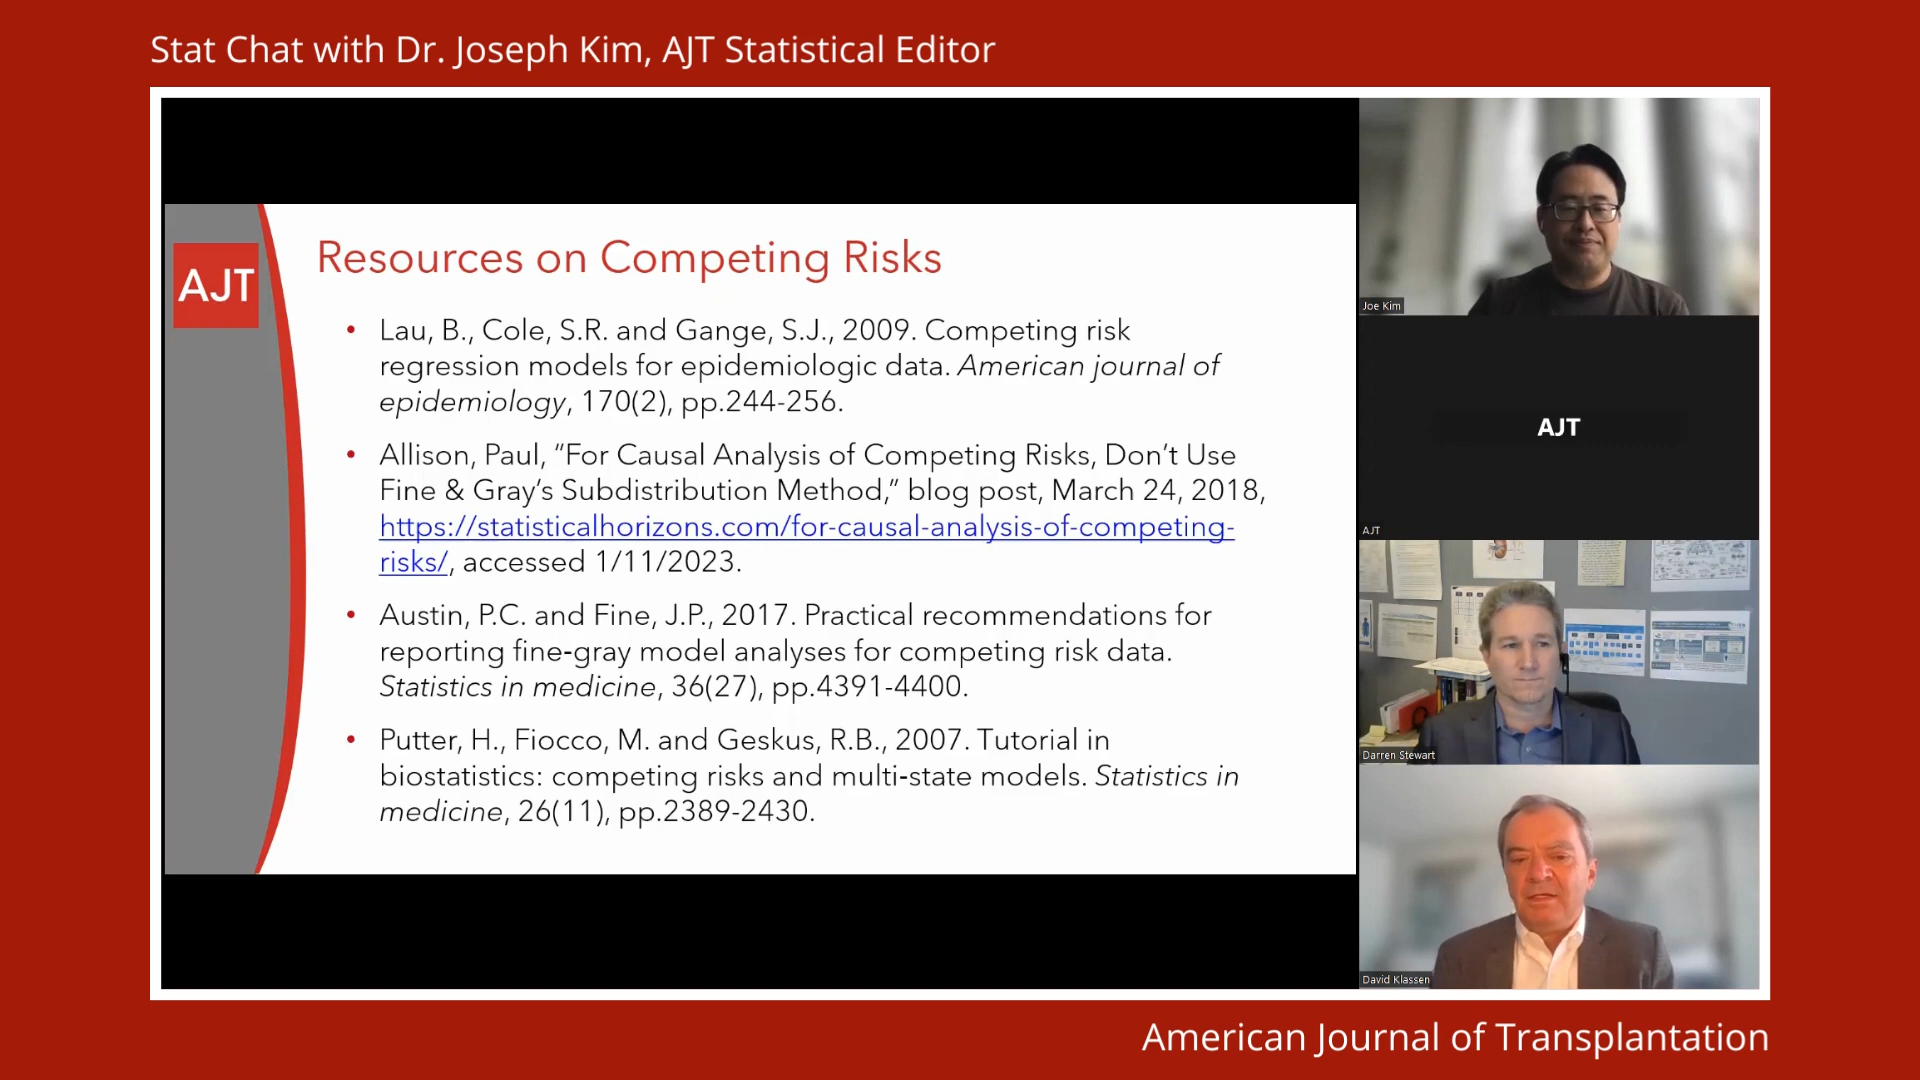 Stat Chat with Dr. Joseph Kim, AJT Statistical Editor
AJT
Resources on Competing Risks
• Lau, B., Cole, S.R. and Gange, S.J., 2009. Competing risk
regression models for epidemiologic data. American journal of
epidemiology, 170(2), pp.244-256.
• Allison, Paul, “For Causal Analysis of Competing Risks, Don’t Use
Fine & Gray’s Subdistribution Method,” blog post, March 24, 2018,
https://statisticalhorizons.com/for-causal-analysis-of-competing-
risks/, accessed 1/11/2023.
• Austin, P.C. and Fine, J.P., 2017. Practical recommendations for
reporting fine-gray model analyses for competing risk data.
Statistics in medicine, 36(27), pp.4391-4400.
• Putter, H., Fiocco, M. and Geskus, R.B., 2007. Tutorial in
biostatistics: competing risks and multi-state models. Statistics in
medicine, 26(11), pp.2389-2430.
Joe Kim
AJT
AJT
Darren Stewart
David Klassen
American Journal of Transplantation